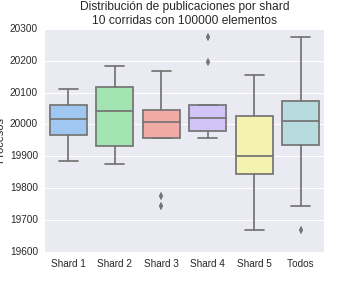 Distribución de publicaciones por shard
10 corridas con 100000 elementos
20300
20200
20100
20000
19900
19800
19700
19600
Shard 1 Shard 2 Shard 3 Shard 4 Shard 5 Todos